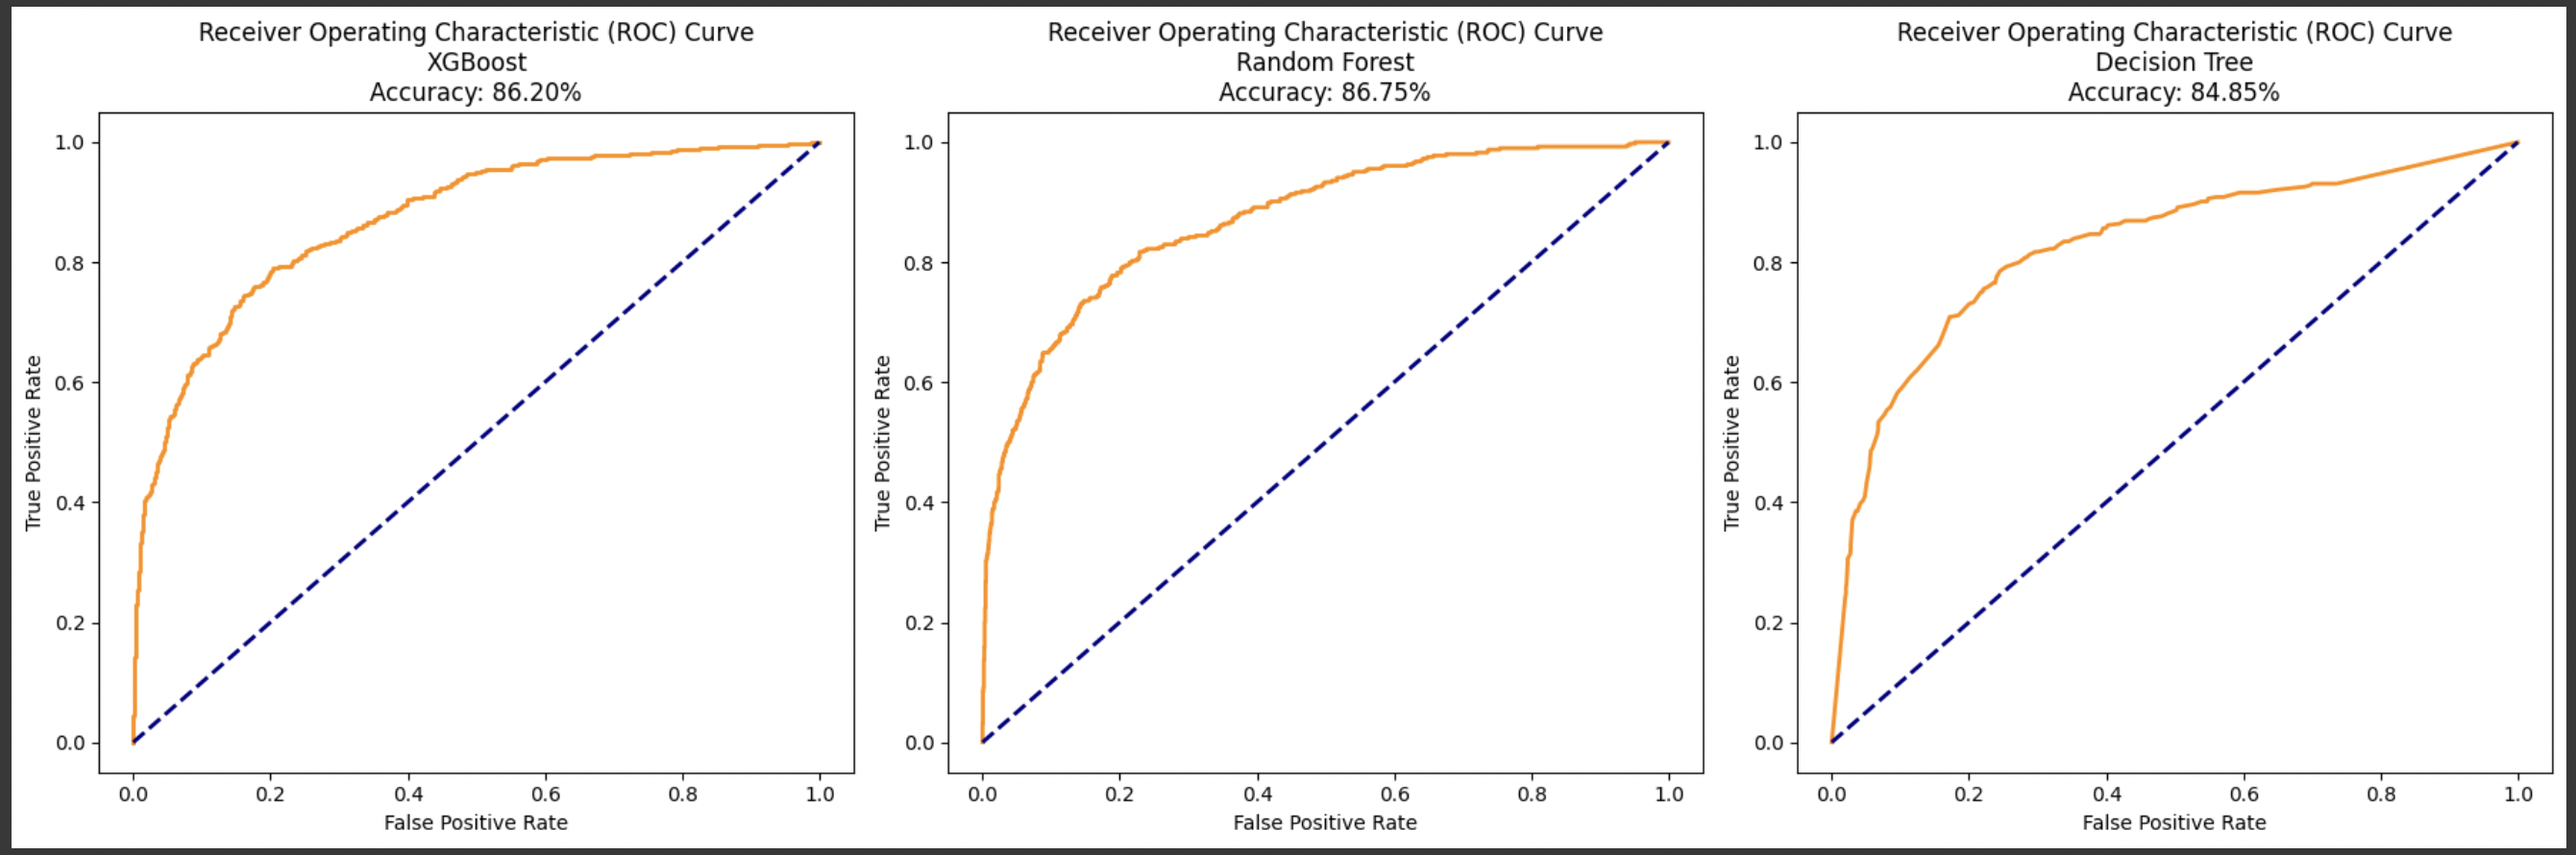 Receiver Operating Characteristic (ROC) Curve
XGBoost
Accuracy: 86.20%
1.0
0.8
0.6
0.4
0.2
0.0
True Positive Rate
0.0 0.2 0.4 0.6 0.8 1.0
False Positive Rate
Receiver Operating Characteristic (ROC) Curve
Random Forest
Accuracy: 86.75%
1.0
0.8
0.6
0.4
0.2
0.0
True Positive Rate
0.0 0.2 0.4 0.6 0.8 1.0
False Positive Rate
Receiver Operating Characteristic (ROC) Curve
Decision Tree
Accuracy: 84.85%
1.0
0.8
0.6
0.4
0.2
0.0
True Positive Rate
0.0 0.2 0.4 0.6 0.8 1.0
False Positive Rate